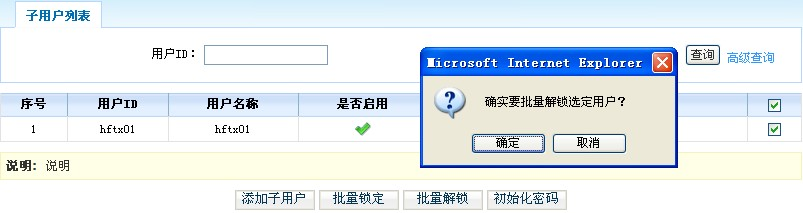 子用户列表
用户ID：
查询 高级查询
Microsoft Internet Explorer
确实要批量解锁选定用户？
确定 取消
序号 用户ID 用户名称 是否启用
1 hftx01 hftx01
说明： 说明
添加子用户 批量锁定 批量解锁 初始化密码